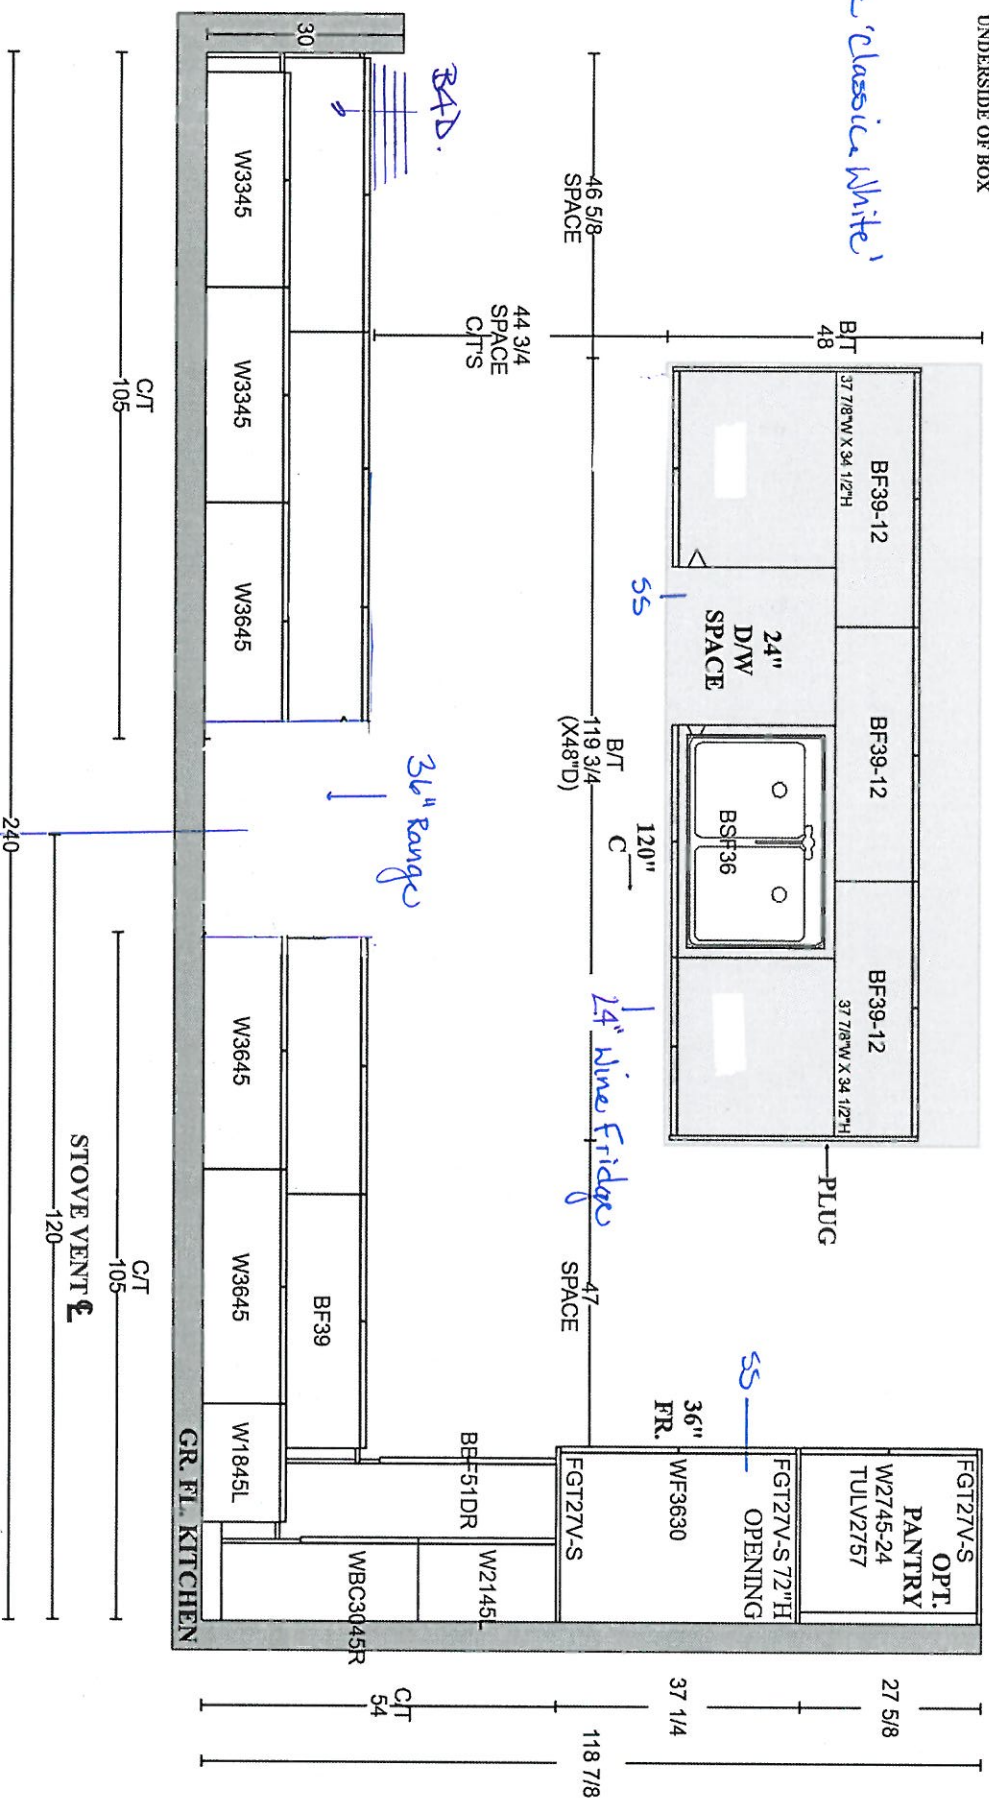 UNDERSIDE OF BOX
'Classica White'
B4D.
30
46 5/8
SPACE
44 3/4
SPACE
C/T'S
B/T
48
37 7/8"W X 34 1/2"H
BF39-12
BF39-12
BF39-12
37 7/8"W X 34 1/2"H
SS
24"
D/W
SPACE
BSF36
PLUG
B/T
119 3/4
(X48"D)
120"
C
24" Wine Fridge
47
SPACE
36" Range
W3345
W3345
W3645
W3645
W3645
W1845L
BF39
W2145L
WBC3045R
FGT27V-S
SS
36"
FR.
WF3630
FGT27V-S 72"H
OPENING
FGT27V-S
OPT.
PANTRY
W2745-24
TULV2757
GR. FL. KITCHEN
C/T
105
C/T
105
STOVE VENT ℄
120
240
C/T
54
37 1/4
27 5/8
118 7/8